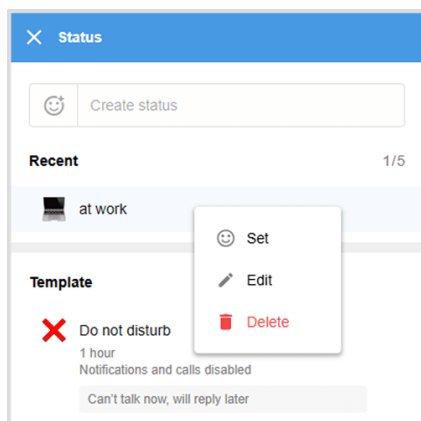 Status
Create status
Recent 1/5
at work
Set
Edit
Delete
Template
Do not disturb
1 hour
Notifications and calls disabled
Can't talk now, will reply later